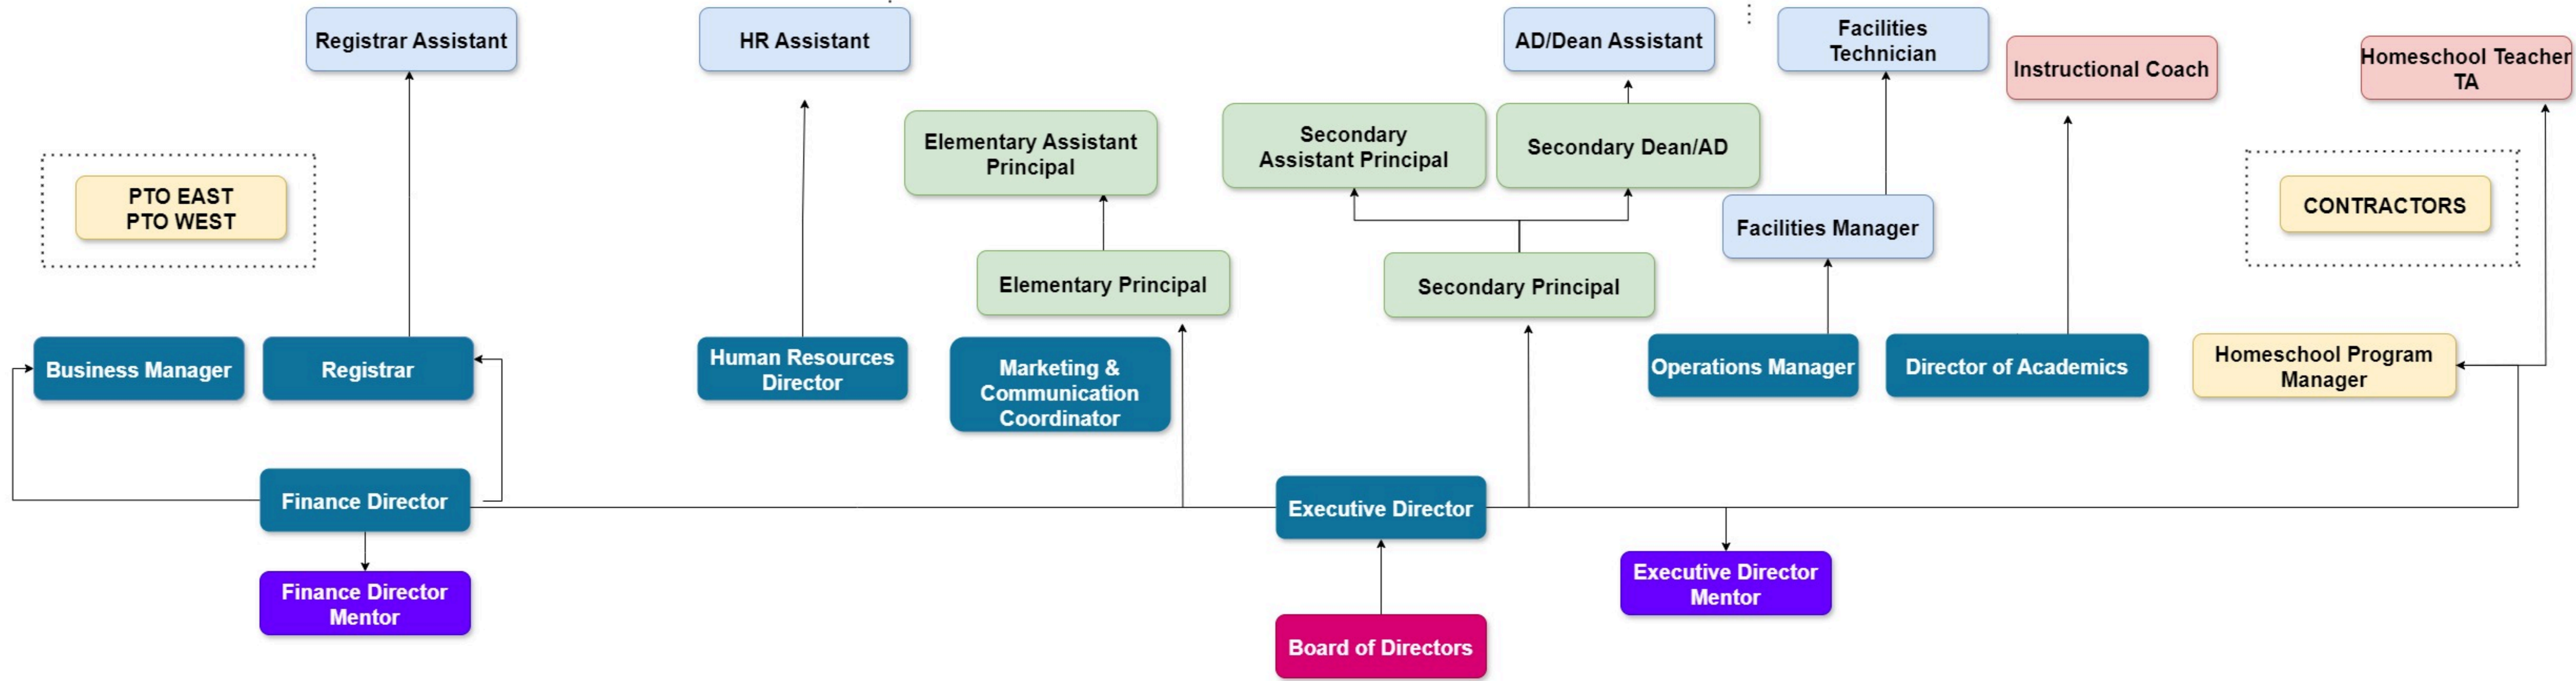 Registrar Assistant
HR Assistant
AD/Dean Assistant
Facilities
Technician
Instructional Coach
Homeschool Teacher
TA
Elementary Assistant
Principal
Secondary
Assistant Principal
Secondary Dean/AD
PTO EAST
PTO WEST
Facilities Manager
CONTRACTORS
Elementary Principal
Secondary Principal
Business Manager
Registrar
Human Resources
Director
Marketing &
Communication
Coordinator
Operations Manager
Director of Academics
Homeschool Program
Manager
Finance Director
Executive Director
Finance Director
Mentor
Executive Director
Mentor
Board of Directors